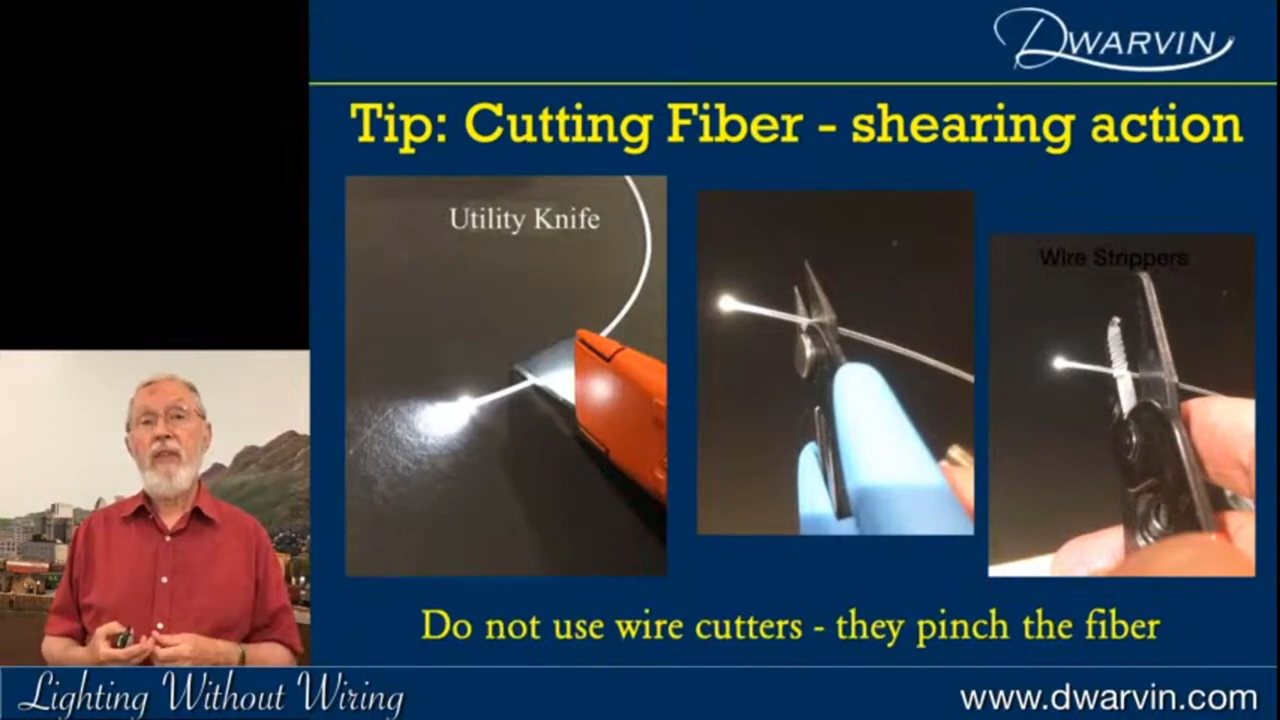 DWARVIN
Tip: Cutting Fiber - shearing action
Utility Knife
Wire Strippers
Do not use wire cutters - they pinch the fiber
Lighting Without Wiring
www.dwarvin.com